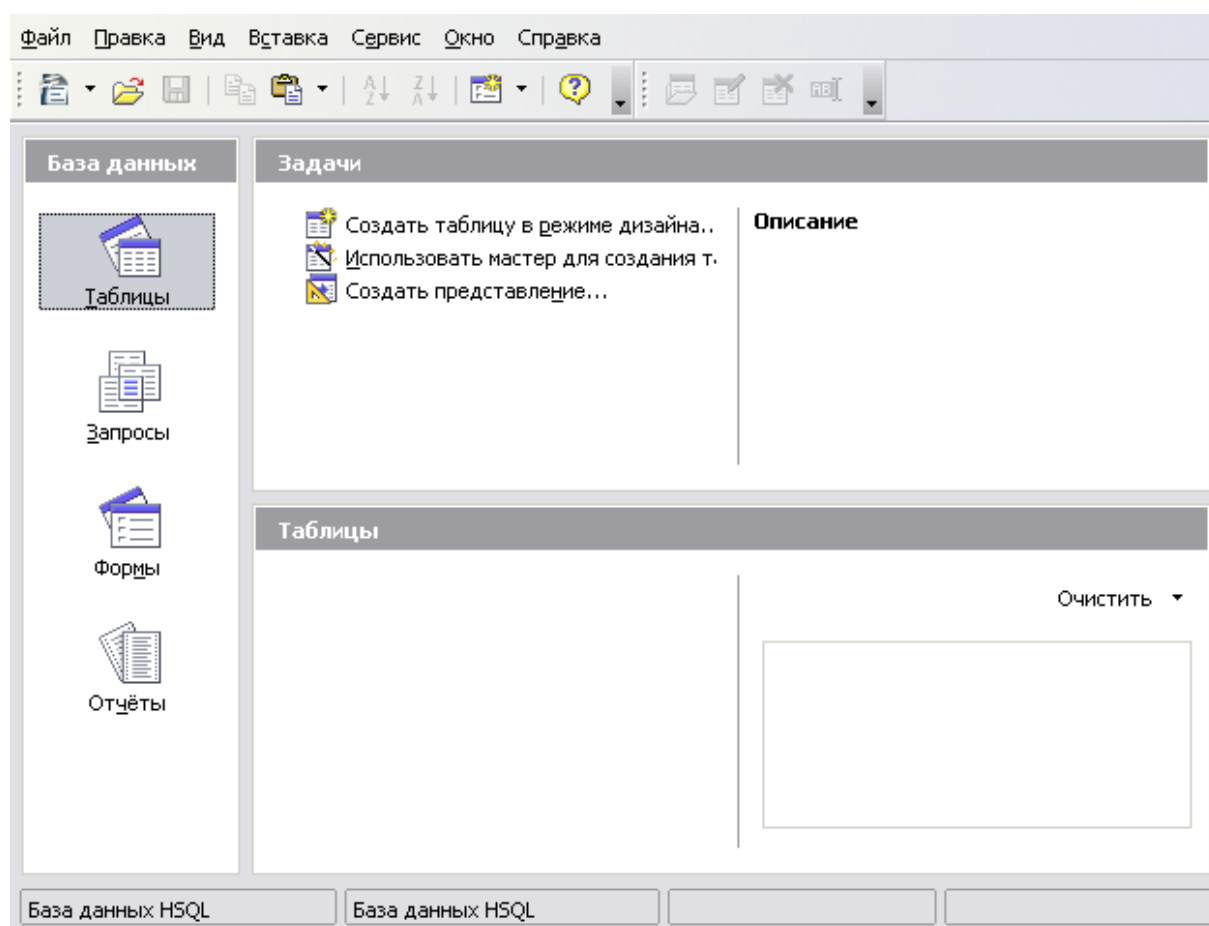 Файл Правка Вид Вставка Сервис Окно Справка
База данных
Задачи
Таблицы
Запросы
Формы
Отчёты
Создать таблицу в режиме дизайна..
Использовать мастер для создания т.
Создать представление...
Описание
Таблицы
Очистить
База данных HSQL
База данных HSQL